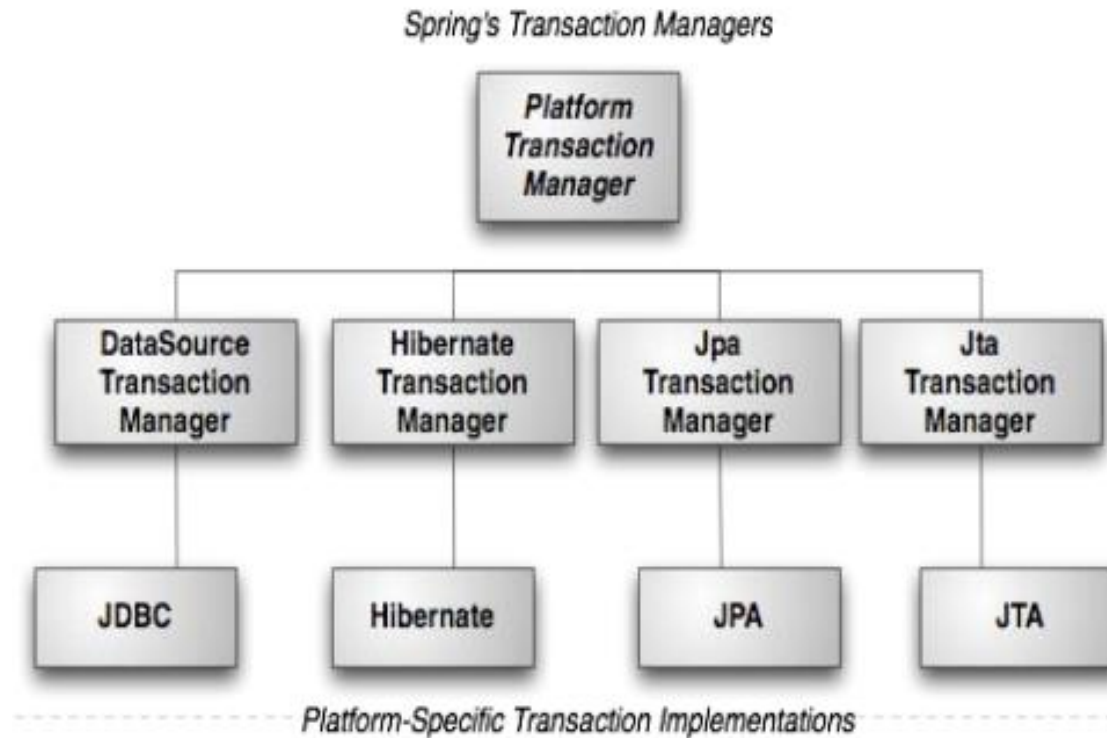 Spring's Transaction Managers
Platform
Transaction
Manager
DataSource
Transaction
Manager
Hibernate
Transaction
Manager
Jpa
Transaction
Manager
Jta
Transaction
Manager
JDBC
Hibernate
JPA
JTA
Platform-Specific Transaction Implementations